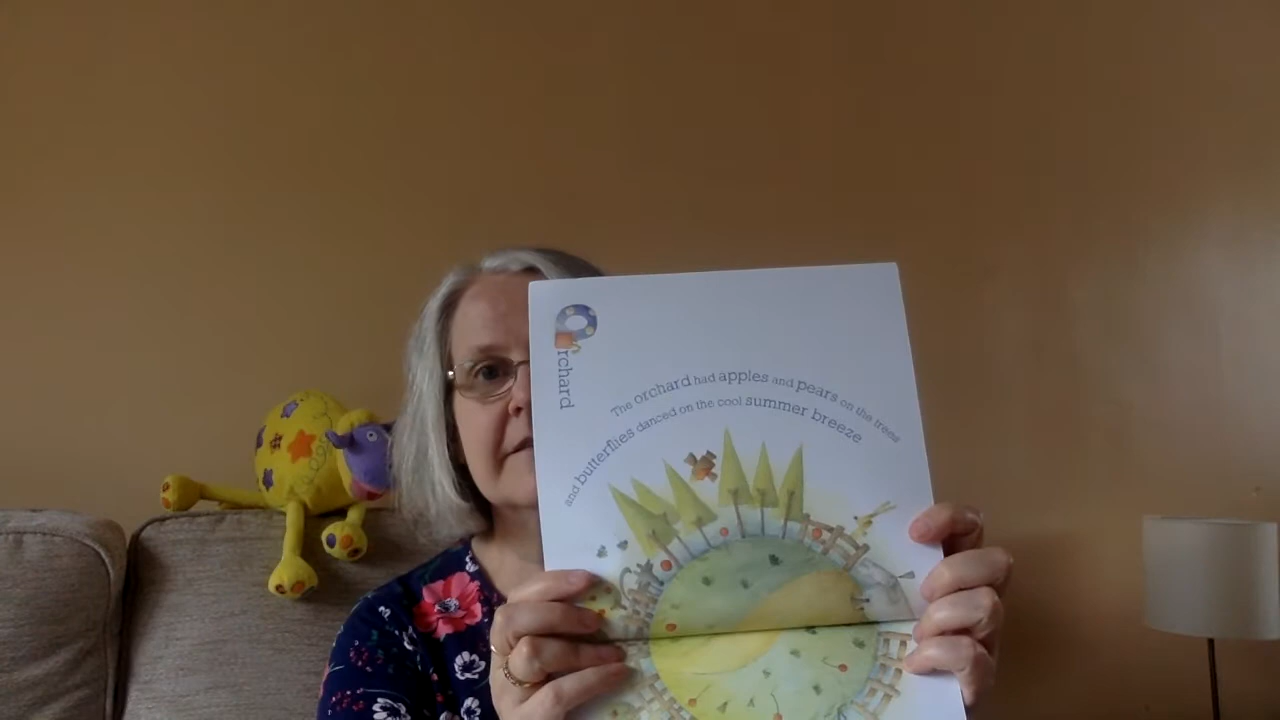 Orchard
The orchard had apples and pears on the trees
and butterflies danced on the cool summer breeze